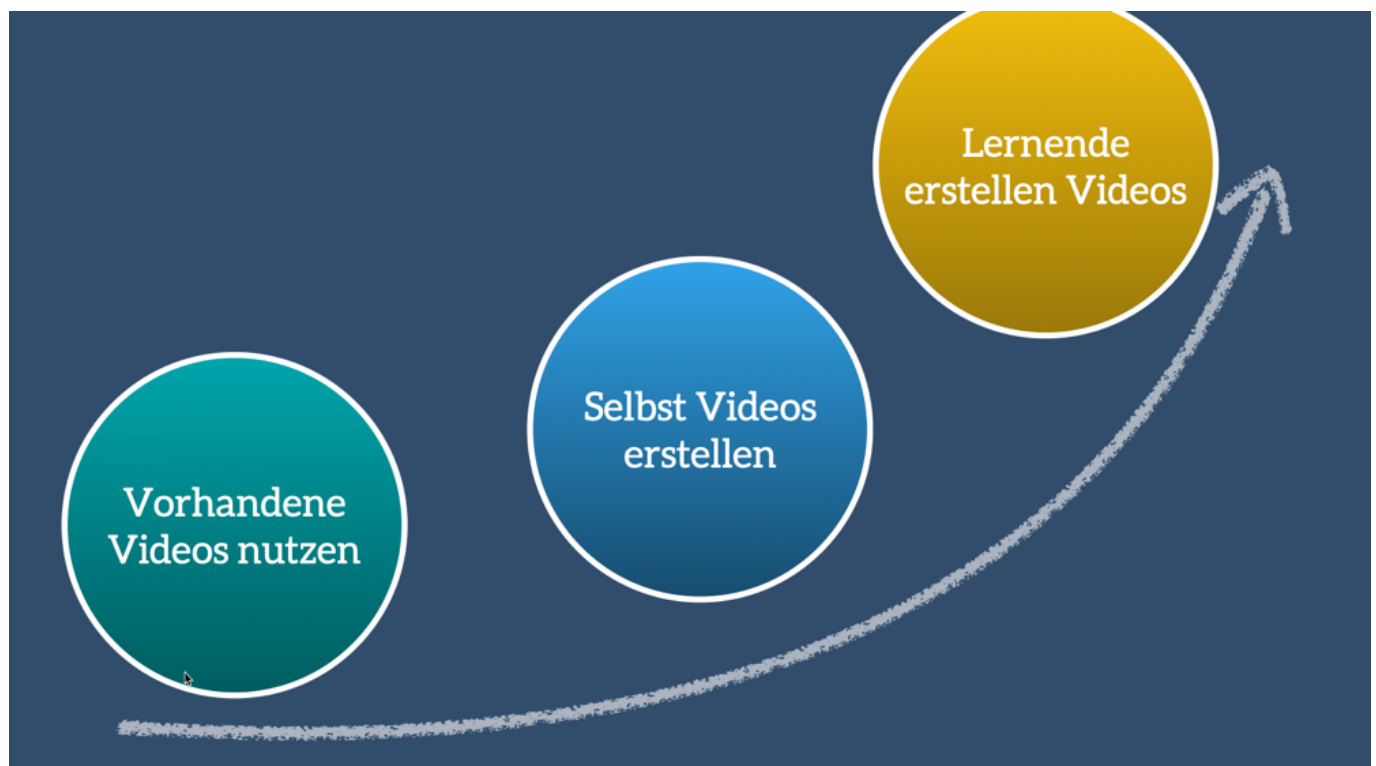 Vorhandene
Videos nutzen
Selbst Videos
erstellen
Lernende
erstellen Videos